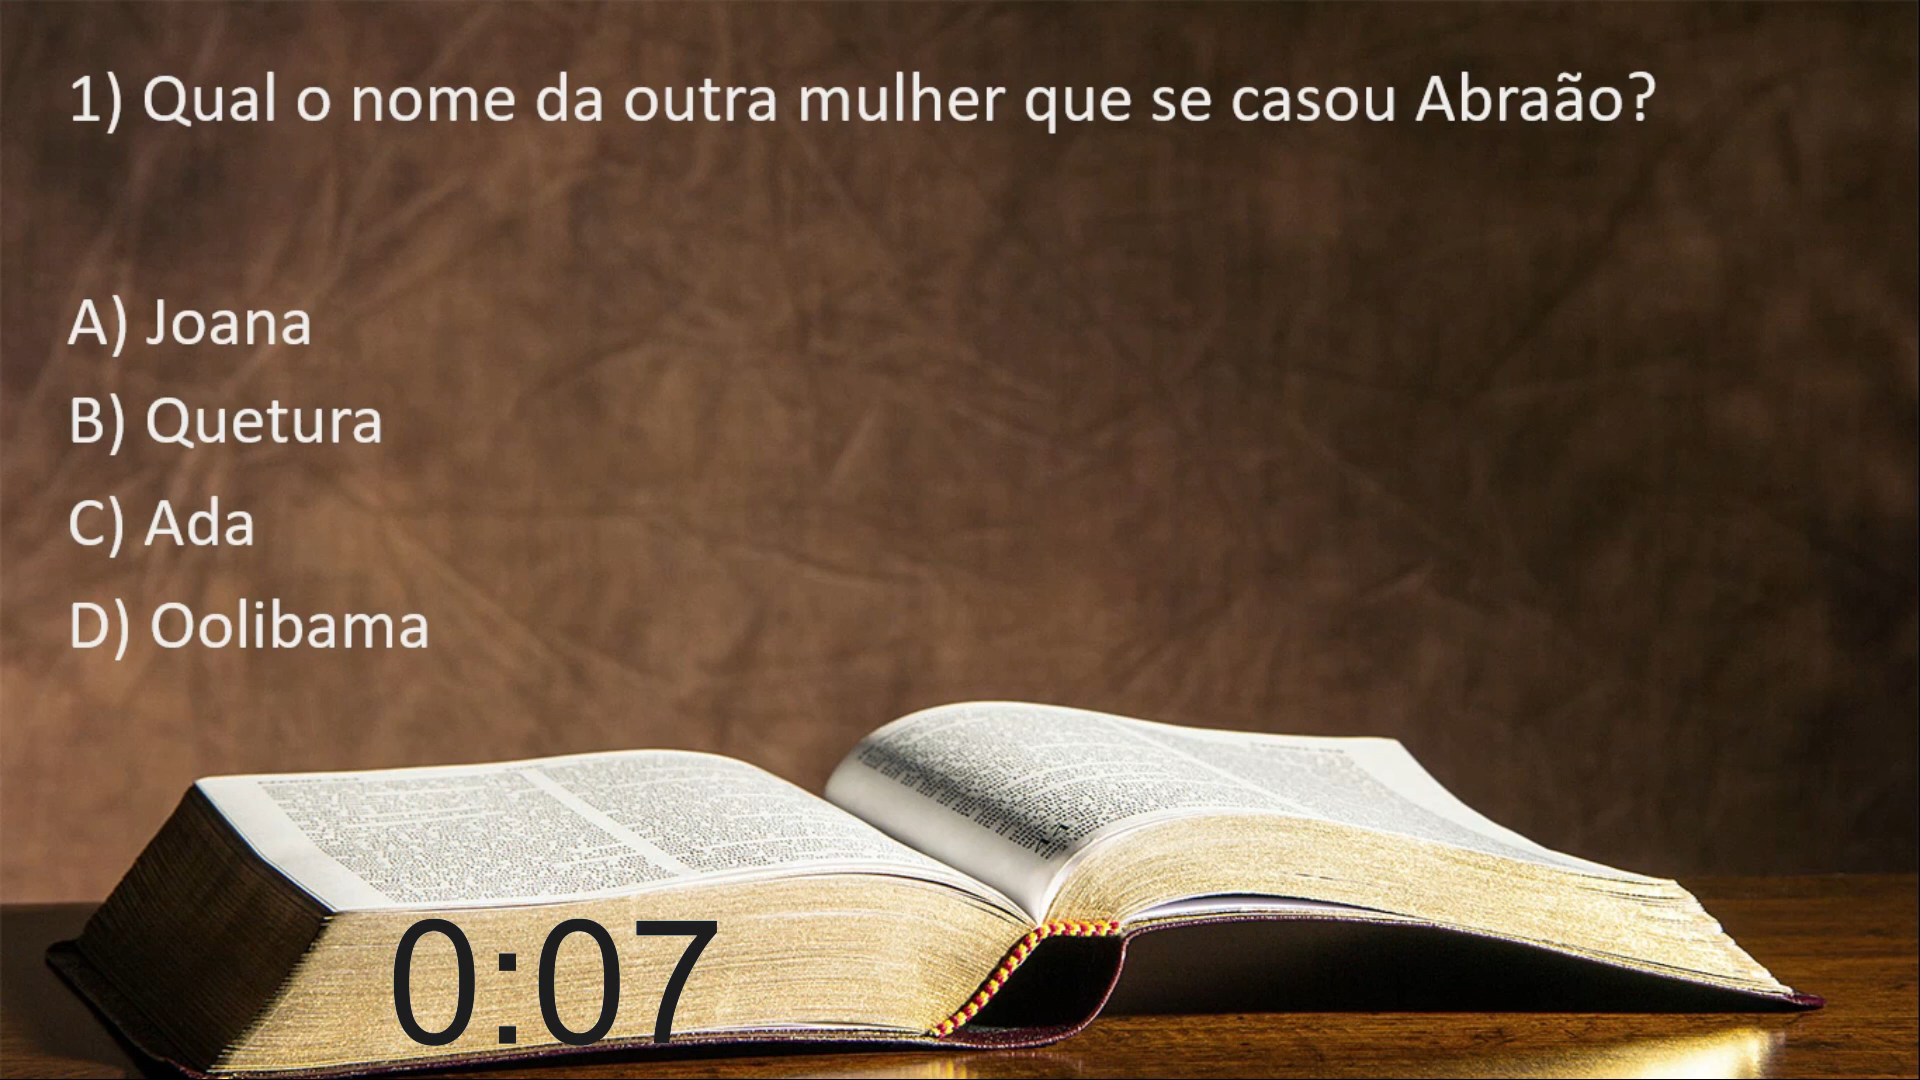 1) Qual o nome da outra mulher que se casou Abraão?
A) Joana
B) Quetura
C) Ada
D) Oolibama
0:07